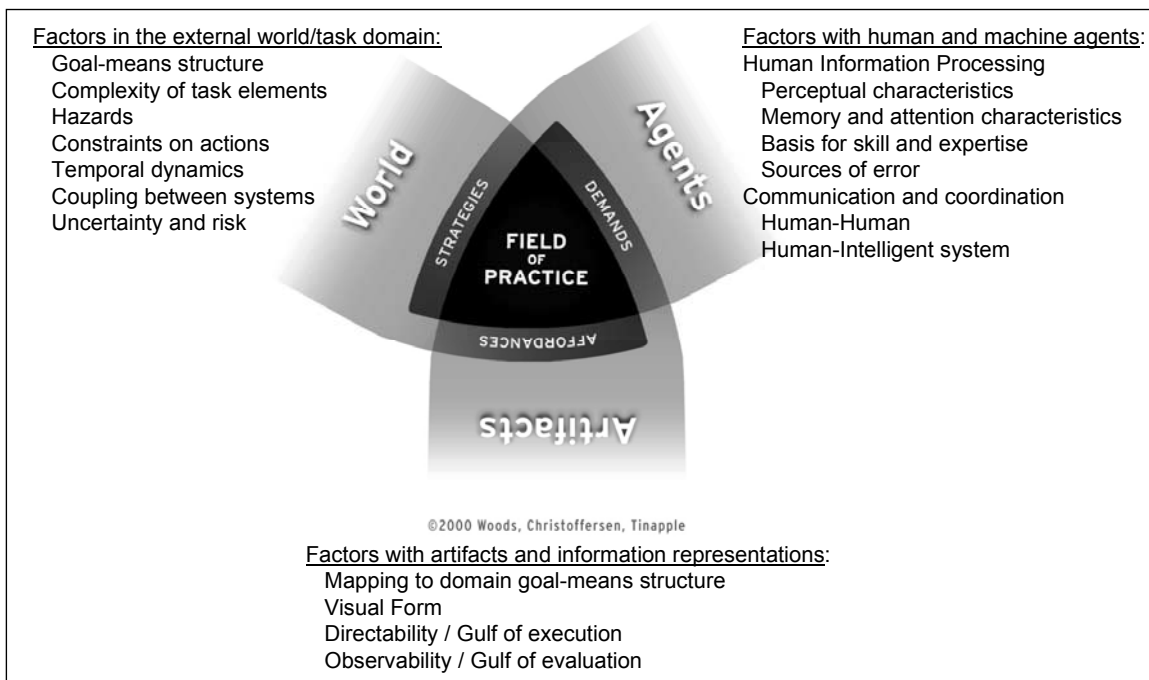 Factors in the external world/task domain:
Goal-means structure
Complexity of task elements
Hazards
Constraints on actions
Temporal dynamics
Coupling between systems
Uncertainty and risk
Factors with human and machine agents:
Human Information Processing
Perceptual characteristics
Memory and attention characteristics
Basis for skill and expertise
Sources of error
Communication and coordination
Human-Human
Human-Intelligent system
World
Agents
STRATEGIES
DEMANDS
FIELD
OF
PRACTICE
AFFORDANCES
Artifacts
©2000 Woods, Christoffersen, Tinapple
Factors with artifacts and information representations:
Mapping to domain goal-means structure
Visual Form
Directability / Gulf of execution
Observability / Gulf of evaluation